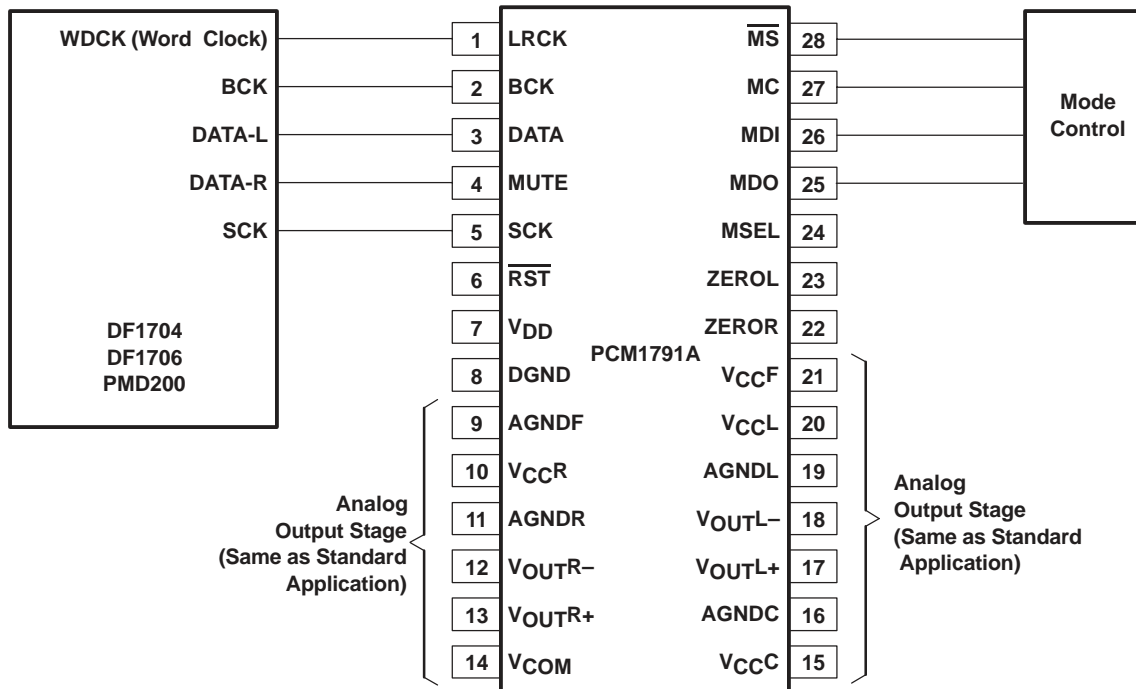 WDCK (Word Clock)
BCK
DATA-L
DATA-R
SCK
DF1704
DF1706
PMD200
1 LRCK
2 BCK
3 DATA
4 MUTE
5 SCK
6 RST
7 VDD
8 DGND
9 AGNDF
10 VCCR
11 AGNDR
12 VOUTR–
13 VOUTR+
14 VCOM
PCM1791A
MS 28
MC 27
MDI 26
MDO 25
MSEL 24
ZEROL 23
ZEROR 22
VCCF 21
VCCL 20
AGNDL 19
VOUTL– 18
VOUTL+ 17
AGNDC 16
VCCC 15
Mode
Control
Analog
Output Stage
(Same as Standard
Application)
Analog
Output Stage
(Same as Standard
Application)